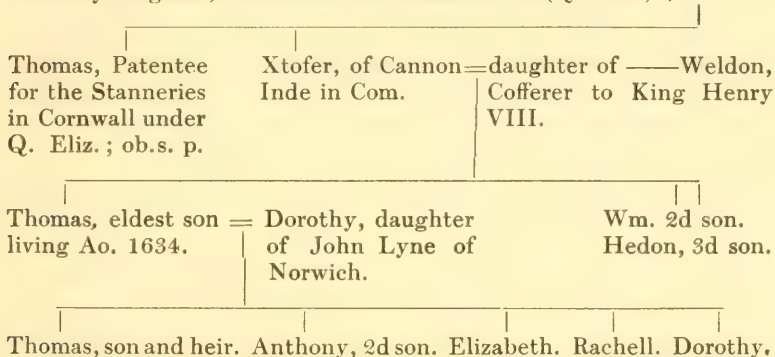 Thomas, Patentee
for the Stanneries
in Cornwall under
Q. Eliz.; ob. s. p.
Xtofer, of Cannon=daughter of ——Weldon,
Inde in Com. Cofferer to King Henry
VIII.
Thomas, eldest son = Dorothy, daughter
living Ao. 1634. of John Lyne of
Norwich.
Wm. 2d son.
Hedon, 3d son.
Thomas, son and heir. Anthony, 2d son. Elizabeth. Rachell. Dorothy.